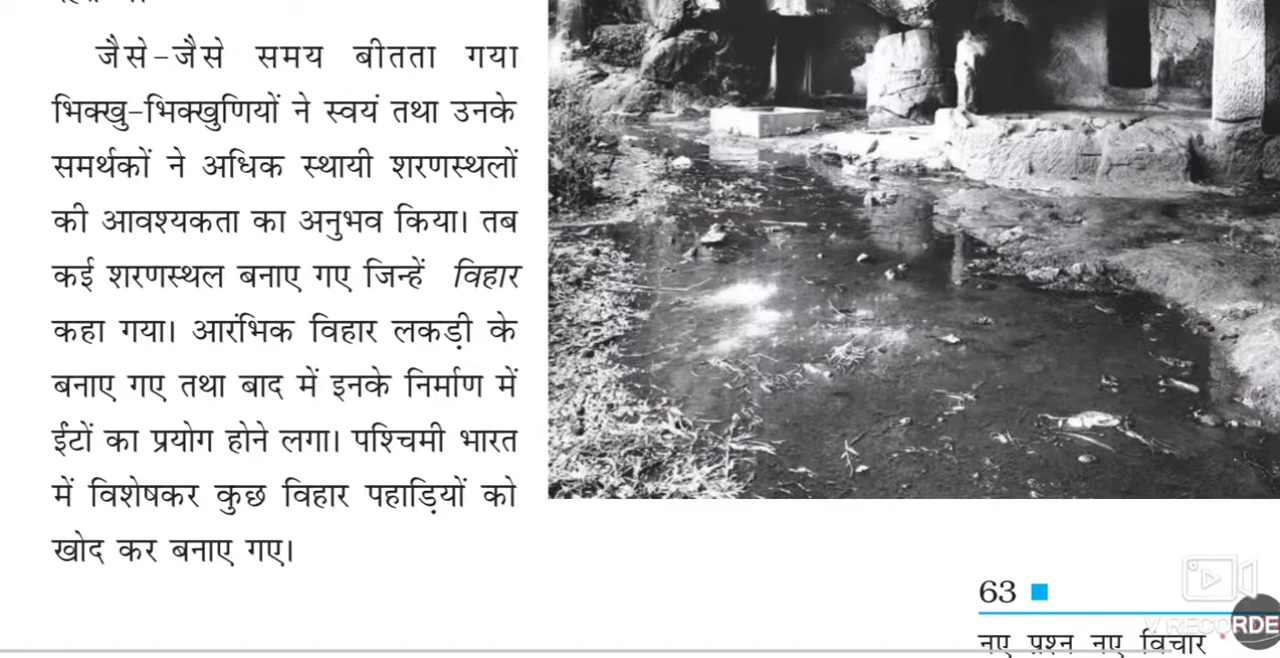 जैसे-जैसे समय बीतता गया
भिक्खु-भिक्खुणियों ने स्वयं तथा उनके
समर्थकों ने अधिक स्थायी शरणस्थलों
की आवश्यकता का अनुभव किया। तब
कई शरणस्थल बनाए गए जिन्हें विहार
कहा गया। आरंभिक विहार लकड़ी के
बनाए गए तथा बाद में इनके निर्माण में
ईंटों का प्रयोग होने लगा। पश्चिमी भारत
में विशेषकर कुछ विहार पहाड़ियों को
खोद कर बनाए गए।
63
नए प्रश्न नए विचार
V RECORDE